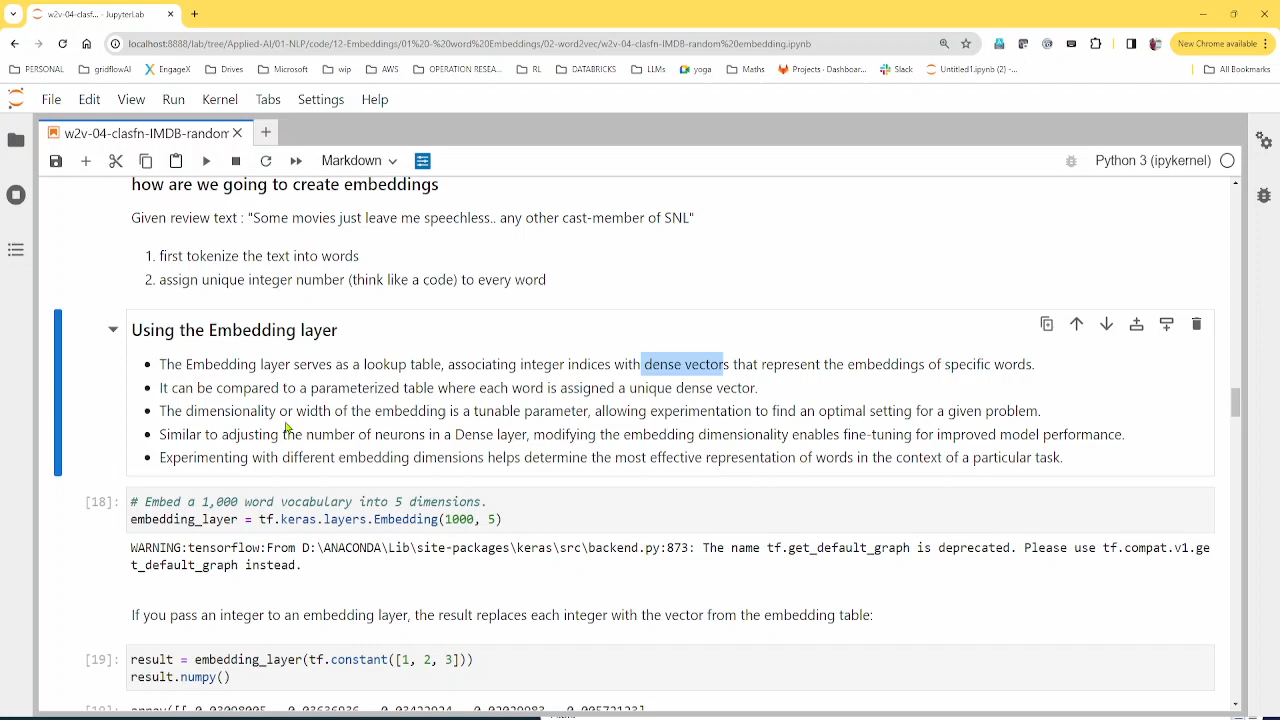 w2v-04-clasf... - JupyterLab
localhost:8888/lab/tree/Applied-AI/01-NLP/code/12.Embeddings/01%20-%20word%20Embeddings/02-word2vec/w2v-04-clasfn-IMDB-random%20embedding.ipynb
New Chrome available
PERSONAL gridflowAI EngageX Drives Microsoft wip AWS OPERATION RESEA... RL DATABRICKS LLMs yoga Maths Projects · Dashboar... Slack Untitled1.ipynb (2) -... All Bookmarks
File Edit View Run Kernel Tabs Settings Help
w2v-04-clasfn-IMDB-random
Markdown Python 3 (ipykernel)
how are we going to create embeddings
Given review text : "Some movies just leave me speechless.. any other cast-member of SNL"
1. first tokenize the text into words
2. assign unique integer number (think like a code) to every word
Using the Embedding layer
• The Embedding layer serves as a lookup table, associating integer indices with dense vectors that represent the embeddings of specific words.
• It can be compared to a parameterized table where each word is assigned a unique dense vector.
• The dimensionality or width of the embedding is a tunable parameter, allowing experimentation to find an optimal setting for a given problem.
• Similar to adjusting the number of neurons in a Dense layer, modifying the embedding dimensionality enables fine-tuning for improved model performance.
• Experimenting with different embedding dimensions helps determine the most effective representation of words in the context of a particular task.
[18]: # Embed a 1,000 word vocabulary into 5 dimensions.
embedding_layer = tf.keras.layers.Embedding(1000, 5)
WARNING:tensorflow:From D:\ANACONDA\Lib\site-packages\keras\src\backend.py:873: The name tf.get_default_graph is deprecated. Please use tf.compat.v1.ge
t_default_graph instead.
If you pass an integer to an embedding layer, the result replaces each integer with the vector from the embedding table:
[19]: result = embedding_layer(tf.constant([1, 2, 3]))
result.numpy()